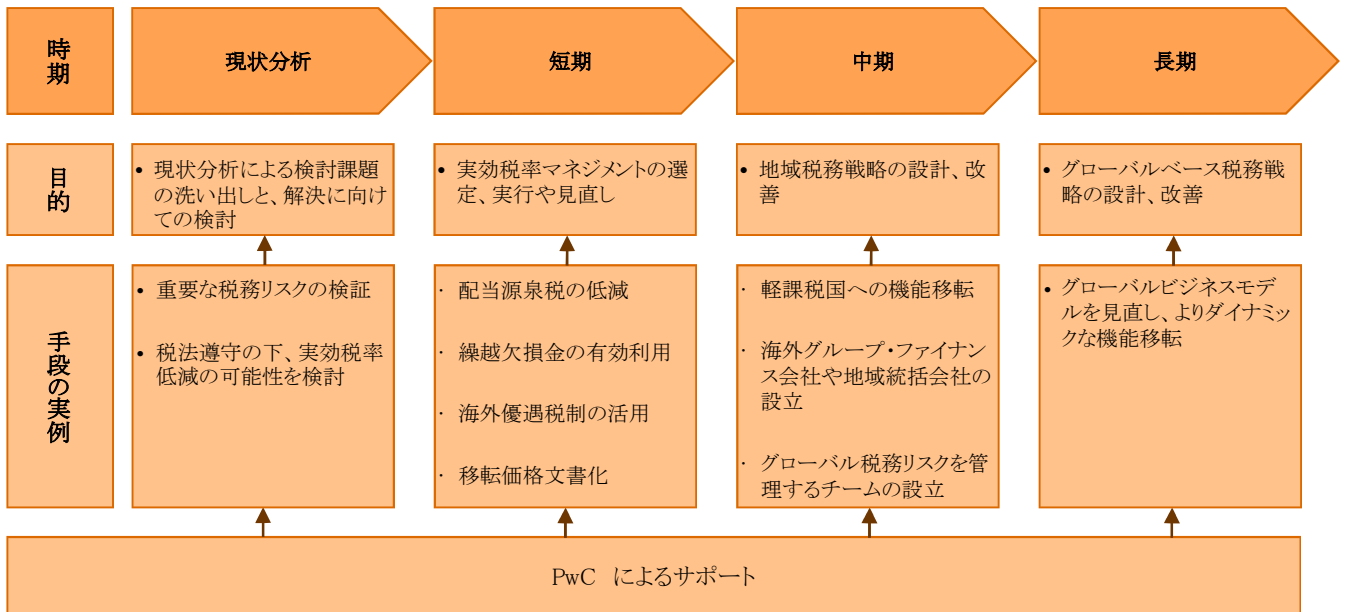 時期
現状分析
短期
中期
長期
目的
• 現状分析による検討課題
の洗い出しと、解決に向け
ての検討
• 実効税率マネジメントの選
定、実行や見直し
• 地域税務戦略の設計、改
善
• グローバルベース税務戦
略の設計、改善
手段の実例
• 重要な税務リスクの検証
• 税法遵守の下、実効税率
低減の可能性を検討
· 配当源泉税の低減
· 繰越欠損金の有効利用
· 海外優遇税制の活用
· 移転価格文書化
· 軽課税国への機能移転
· 海外グループ・ファイナン
ス会社や地域統括会社の
設立
· グローバル税務リスクを管
理するチームの設立
• グローバルビジネスモデ
ルを見直し、よりダイナミッ
クな機能移転
PwC によるサポート